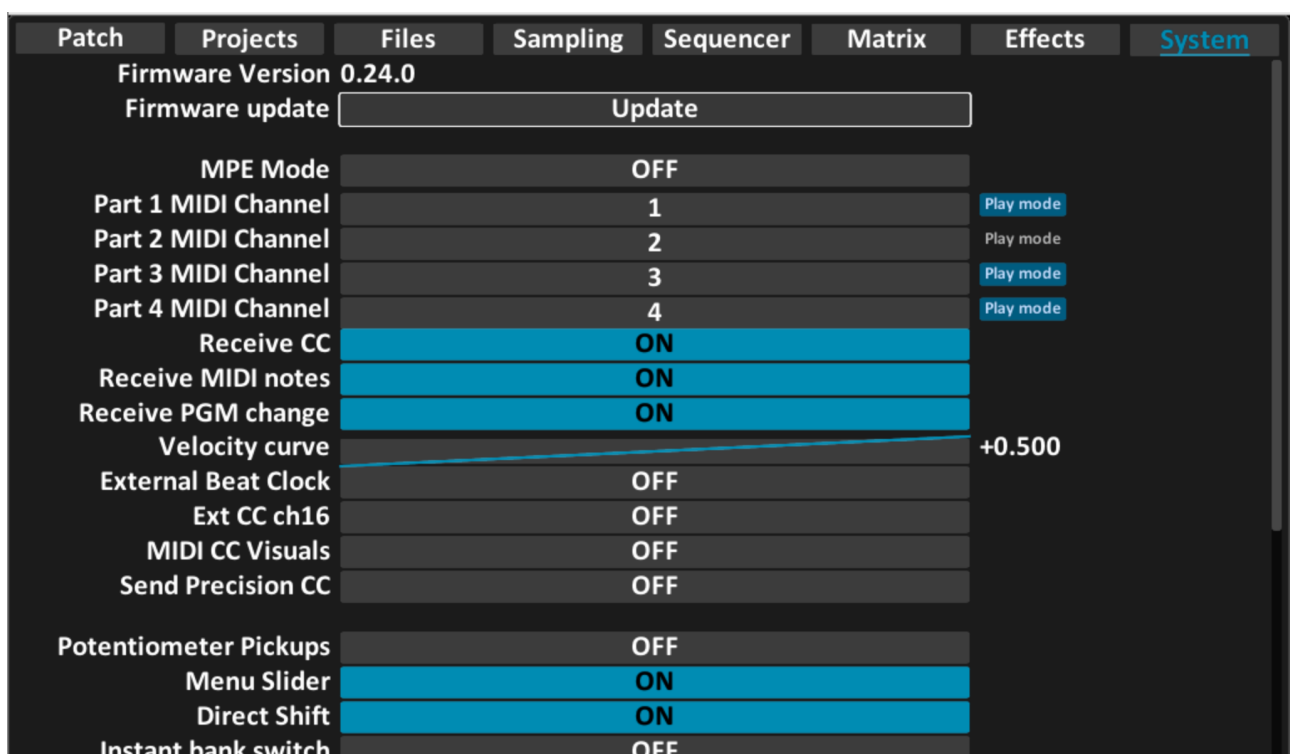 Patch Projects Files Sampling Sequencer Matrix Effects System
Firmware Version 0.24.0
Firmware update Update
MPE Mode OFF
Part 1 MIDI Channel 1 Play mode
Part 2 MIDI Channel 2 Play mode
Part 3 MIDI Channel 3 Play mode
Part 4 MIDI Channel 4 Play mode
Receive CC ON
Receive MIDI notes ON
Receive PGM change ON
Velocity curve +0.500
External Beat Clock OFF
Ext CC ch16 OFF
MIDI CC Visuals OFF
Send Precision CC OFF
Potentiometer Pickups OFF
Menu Slider ON
Direct Shift ON
Instant bank switch OFF